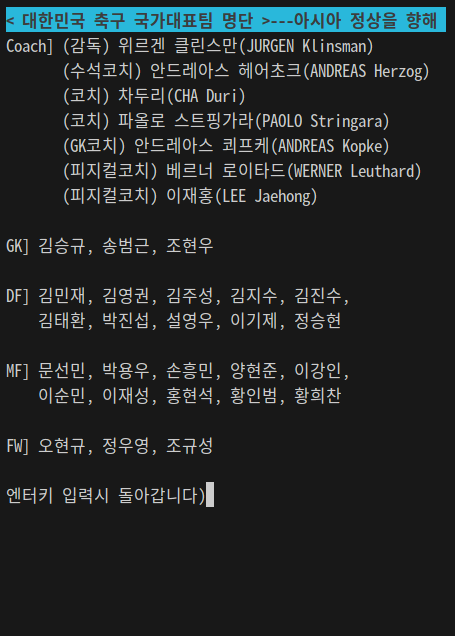 < 대한민국 축구 국가대표팀 명단 >---아시아 정상을 향해
Coach] (감독) 위르겐 클린스만(JURGEN Klinsman)
(수석코치) 안드레아스 헤어초크(ANDREAS Herzog)
(코치) 차두리(CHA Duri)
(코치) 파올로 스트핑가라(PAOLO Stringara)
(GK코치) 안드레아스 쾨프케(ANDREAS Kopke)
(피지컬코치) 베르너 로이타드(WERNER Leuthard)
(피지컬코치) 이재홍(LEE Jaehong)
GK] 김승규, 송범근, 조현우
DF] 김민재, 김영권, 김주성, 김지수, 김진수,
김태환, 박진섭, 설영우, 이기제, 정승현
MF] 문선민, 박용우, 손흥민, 양현준, 이강인,
이순민, 이재성, 홍현석, 황인범, 황희찬
FW] 오현규, 정우영, 조규성
엔터키 입력시 돌아갑니다)